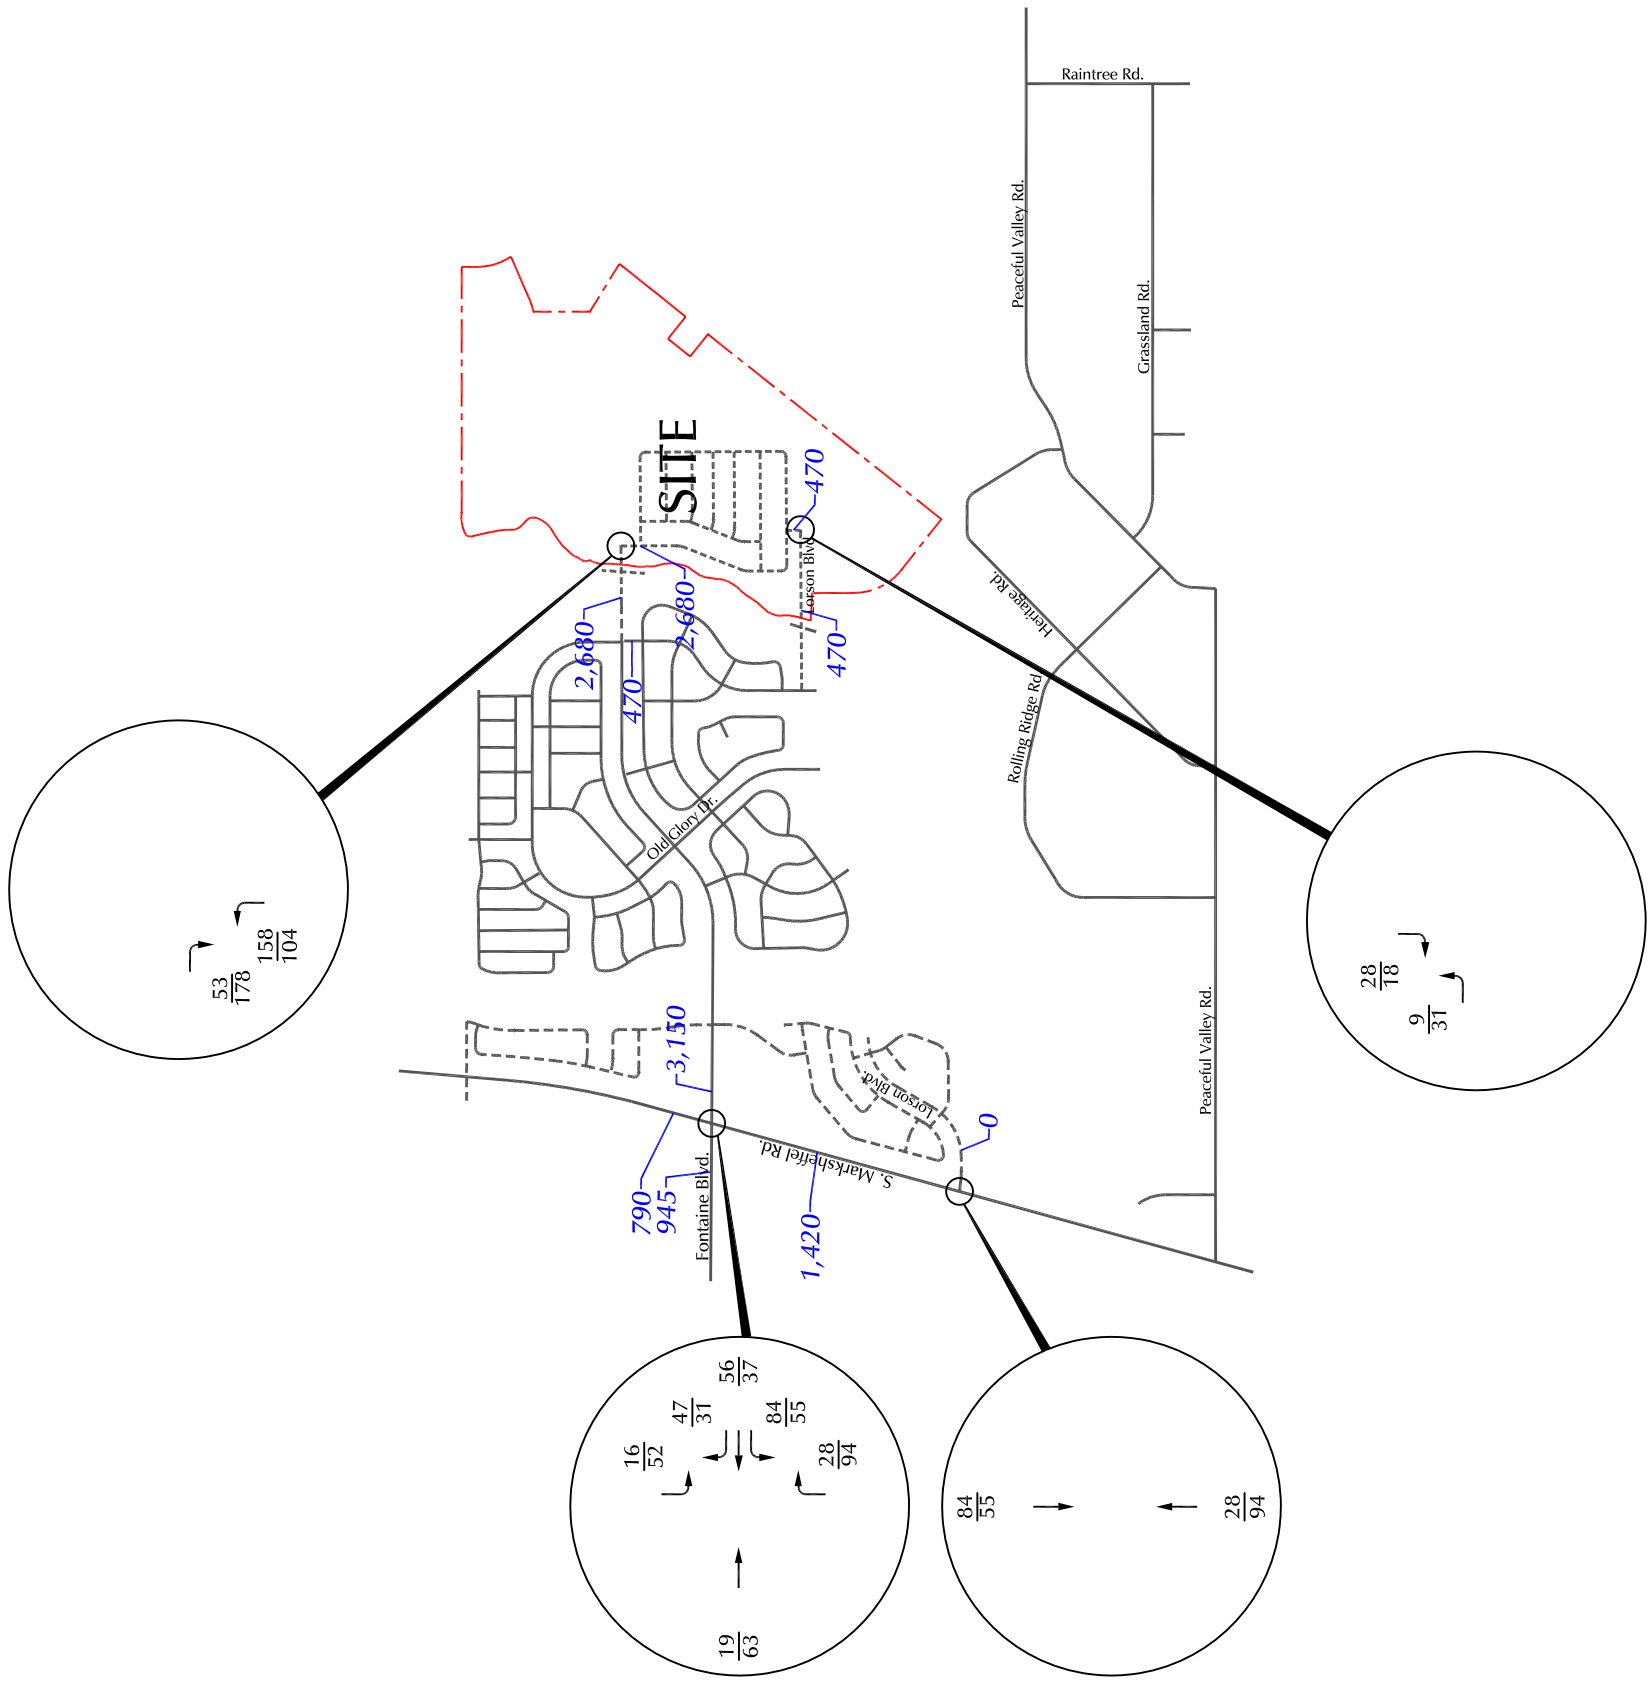 Raintree Rd.
Peaceful Valley Rd.
Grassland Rd.
SITE
470
Lorson Blvd
2,680
2,680
470
470
Heritage Rd.
Rolling Ridge Rd
Old Glory Dr.
158
104
53
178
28
18
9
31
3,150
Lorson Blvd.
Peaceful Valley Rd.
0
S. Marksheffel Rd.
Fontaine Blvd.
790
945
1,420
56
37
47
31
84
55
16
52
28
94
19
63
84
55
28
94